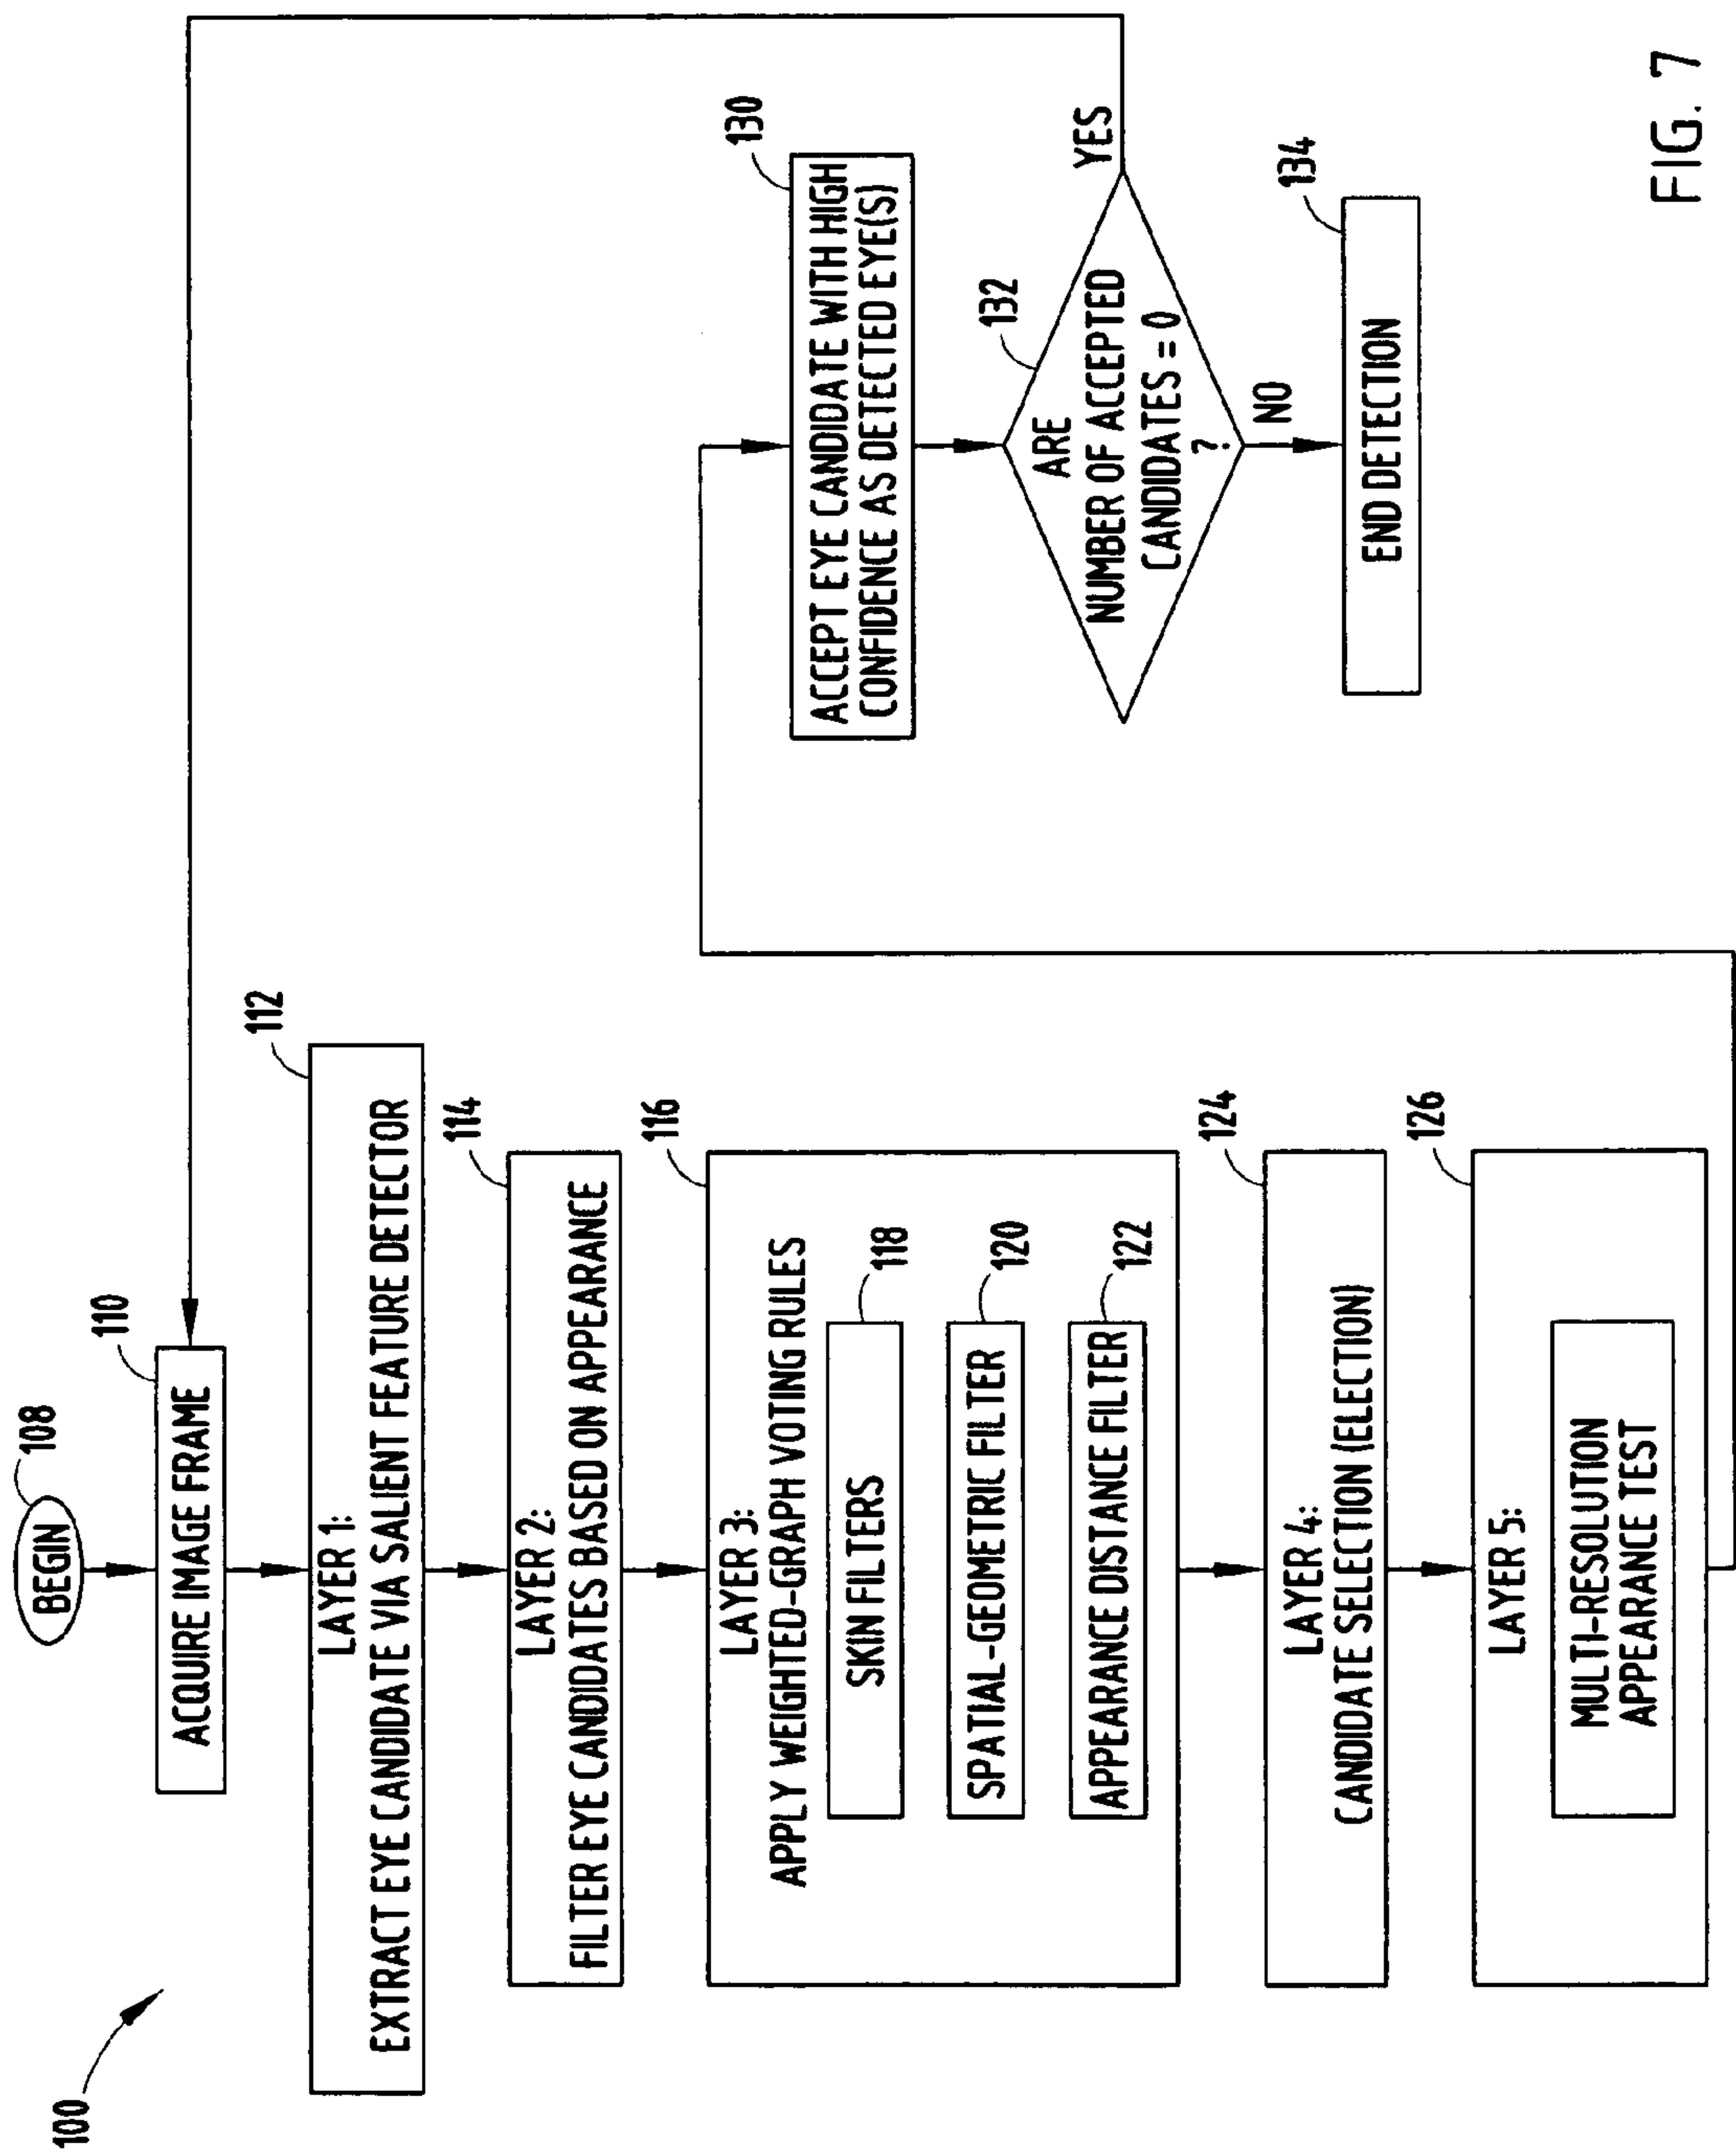 100
BEGIN
108
ACQUIRE IMAGE FRAME
110
LAYER 1:
EXTRACT EYE CANDIDATE VIA SALIENT FEATURE DETECTOR
112
LAYER 2:
FILTER EYE CANDIDATES BASED ON APPEARANCE
114
LAYER 3:
APPLY WEIGHTED-GRAPH VOTING RULES
116
SKIN FILTERS
118
SPATIAL-GEOMETRIC FILTER
120
APPEARANCE DISTANCE FILTER
122
LAYER 4:
CANDIDATE SELECTION (ELECTION)
124
LAYER 5:
126
MULTI-RESOLUTION
APPEARANCE TEST
ACCEPT EYE CANDIDATE WITH HIGH
CONFIDENCE AS DETECTED EYE(S)
130
ARE
NUMBER OF ACCEPTED
CANDIDATES = 0
?
132
YES
NO
END DETECTION
134
FIG. 7